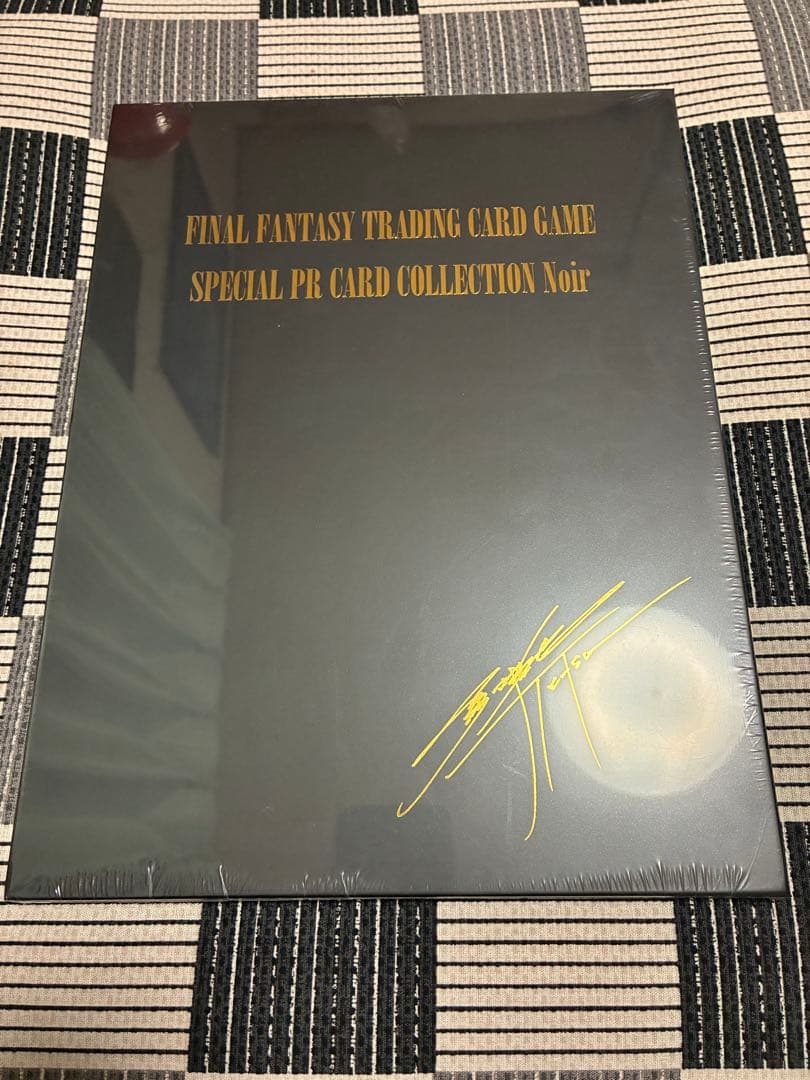 FINAL FANTASY TRADING CARD GAME
SPECIAL PR CARD COLLECTION Noir